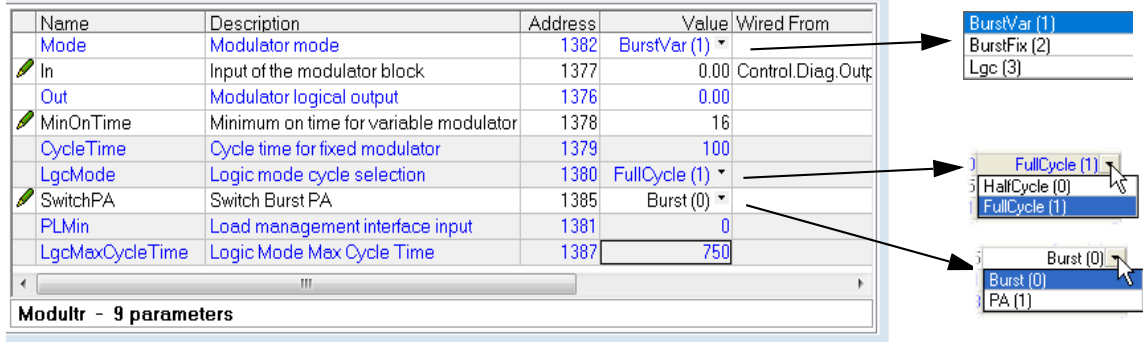 Name Description Address Value Wired From
Mode Modulator mode 1382 BurstVar (1)
In Input of the modulator block 1377 0.00 Control.Diag.Outp
Out Modulator logical output 1376 0.00
MinOnTime Minimum on time for variable modulator 1378 16
CycleTime Cycle time for fixed modulator 1379 100
LgcMode Logic mode cycle selection 1380 FullCycle (1)
SwitchPA Switch Burst PA 1385 Burst (0)
PLMin Load management interface input 1381 0
LgcMaxCycleTime Logic Mode Max Cycle Time 1387 750
Modultr - 9 parameters
BurstVar (1)
BurstFix (2)
Lgc (3)
FullCycle (1)
HalfCycle (0)
FullCycle (1)
Burst (0)
Burst (0)
PA (1)